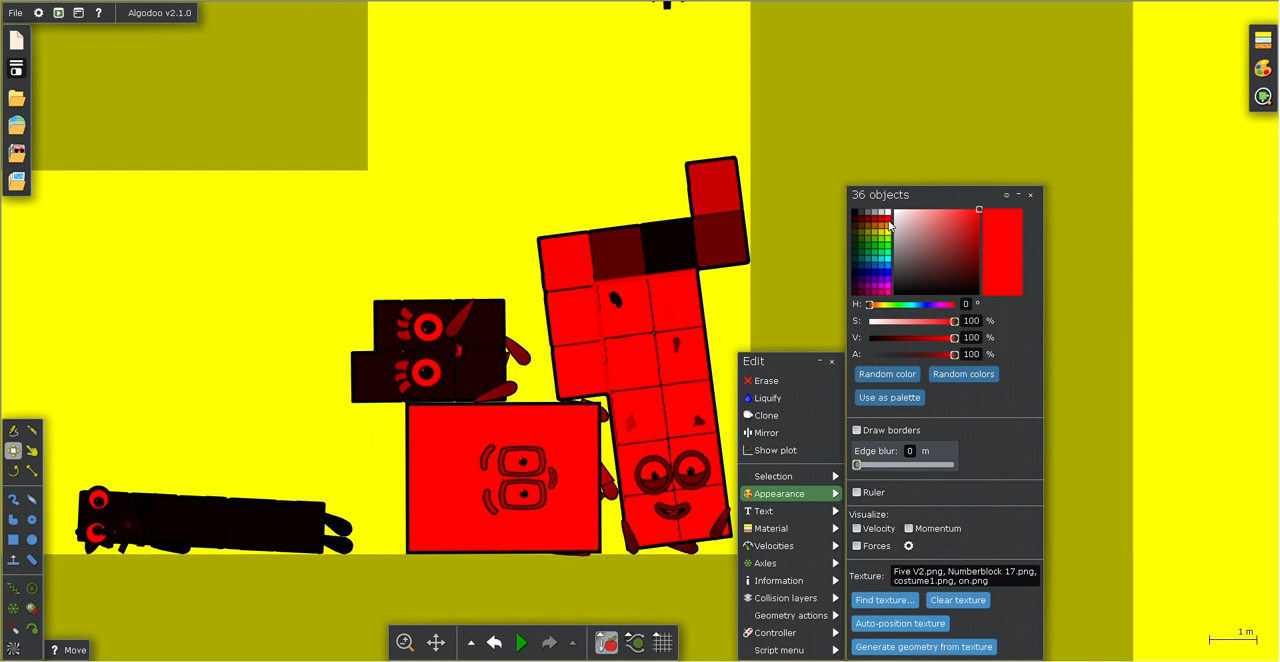 File
?
Algodoo v2.1.0
36 objects
H: 0 °
S: 100 %
V: 100 %
A: 100 %
Random color
Random colors
Use as palette
Draw borders
Edge blur: 0 m
Ruler
Visualize:
Velocity
Momentum
Forces
Texture:
Five V2.png, Numberblock 17.png,
costume1.png, on.png
Find texture...
Clear texture
Auto-position texture
Generate geometry from texture
Edit
Erase
Liquify
Clone
Mirror
Show plot
Selection
Appearance
Text
Material
Velocities
Axles
Information
Collision layers
Geometry actions
Controller
Script menu
? Move
1 m